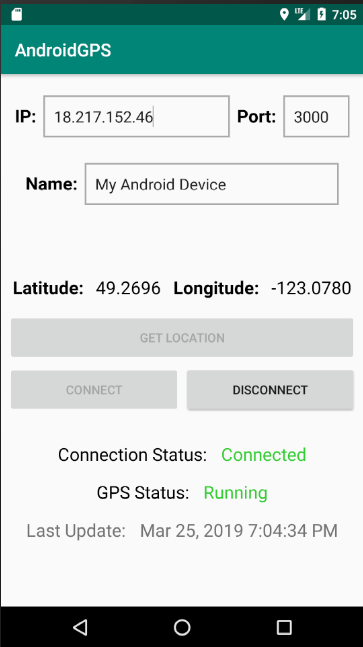 LTE 7:05
AndroidGPS
IP: 18.217.152.46 Port: 3000
Name: My Android Device
Latitude: 49.2696 Longitude: -123.0780
GET LOCATION
CONNECT DISCONNECT
Connection Status: Connected
GPS Status: Running
Last Update: Mar 25, 2019 7:04:34 PM